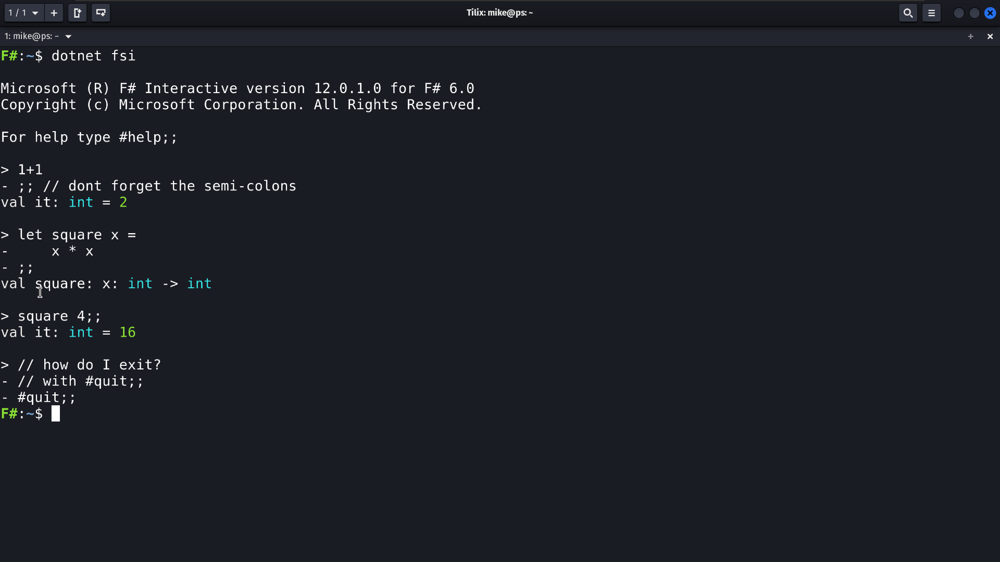 1 / 1
Tilix: mike@ps: ~
1: mike@ps: ~
F#:~$ dotnet fsi
Microsoft (R) F# Interactive version 12.0.1.0 for F# 6.0
Copyright (c) Microsoft Corporation. All Rights Reserved.
For help type #help;;
> 1+1
- ;; // dont forget the semi-colons
val it: int = 2
> let square x =
-     x * x
- ;;
val square: x: int -> int
> square 4;;
val it: int = 16
> // how do I exit?
- // with #quit;;
- #quit;;
F#:~$